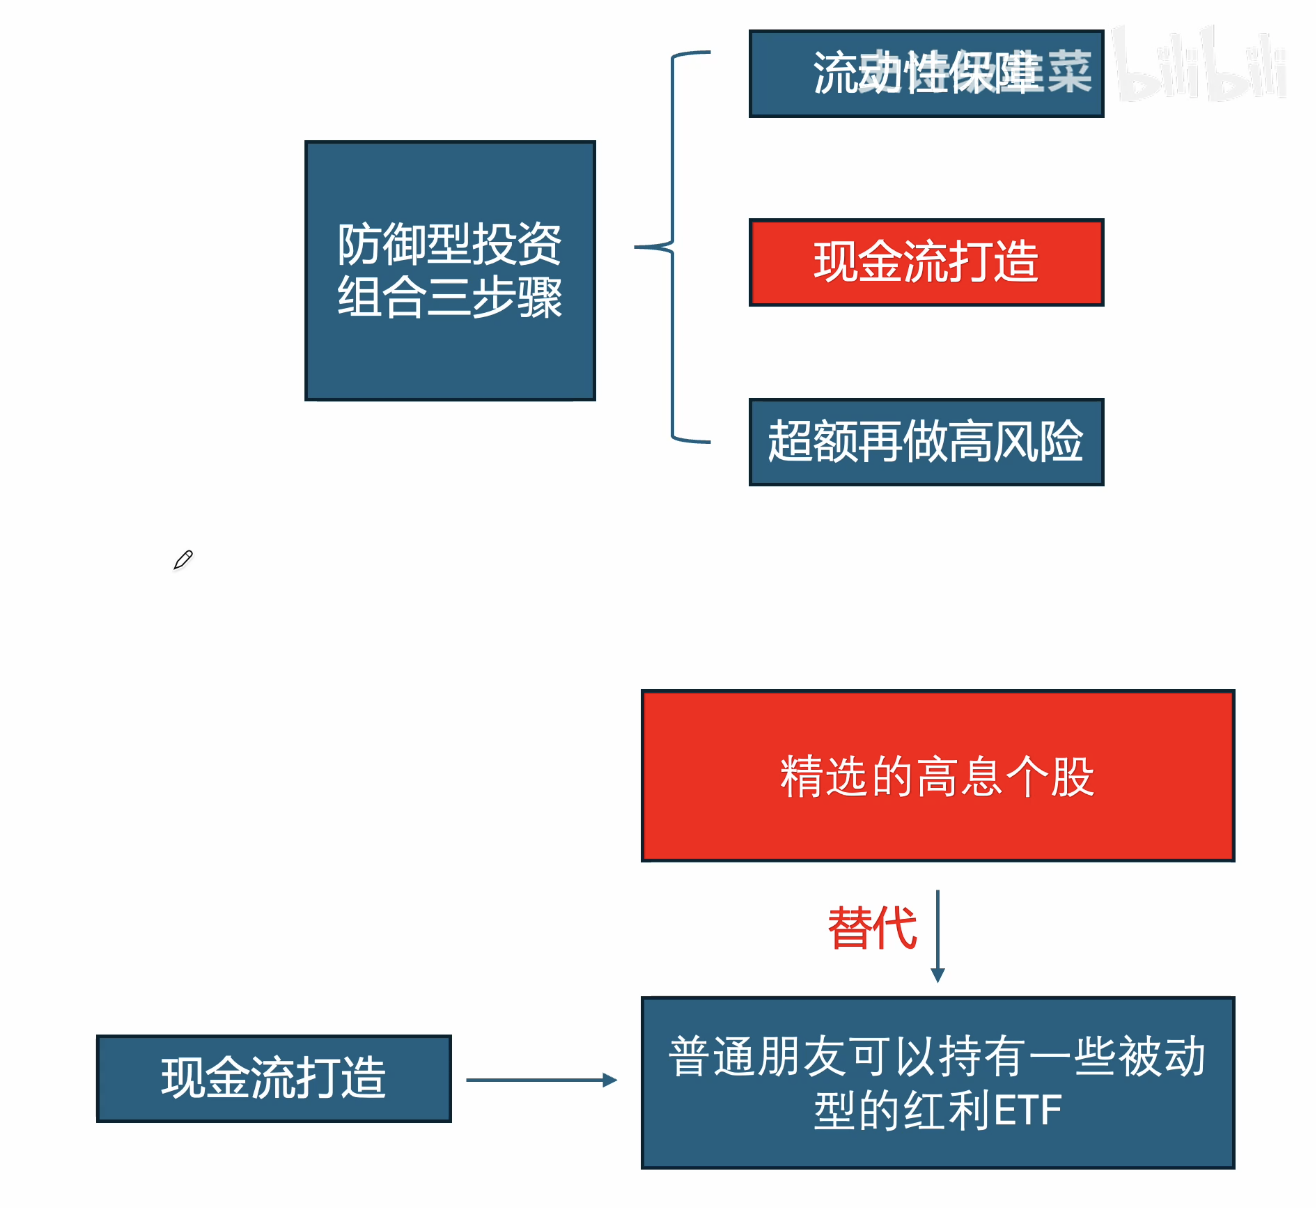 流动性保障
bilibili
防御型投资
组合三步骤
现金流打造
超额再做高风险
精选的高息个股
替代
现金流打造
普通朋友可以持有一些被动
型的红利ETF